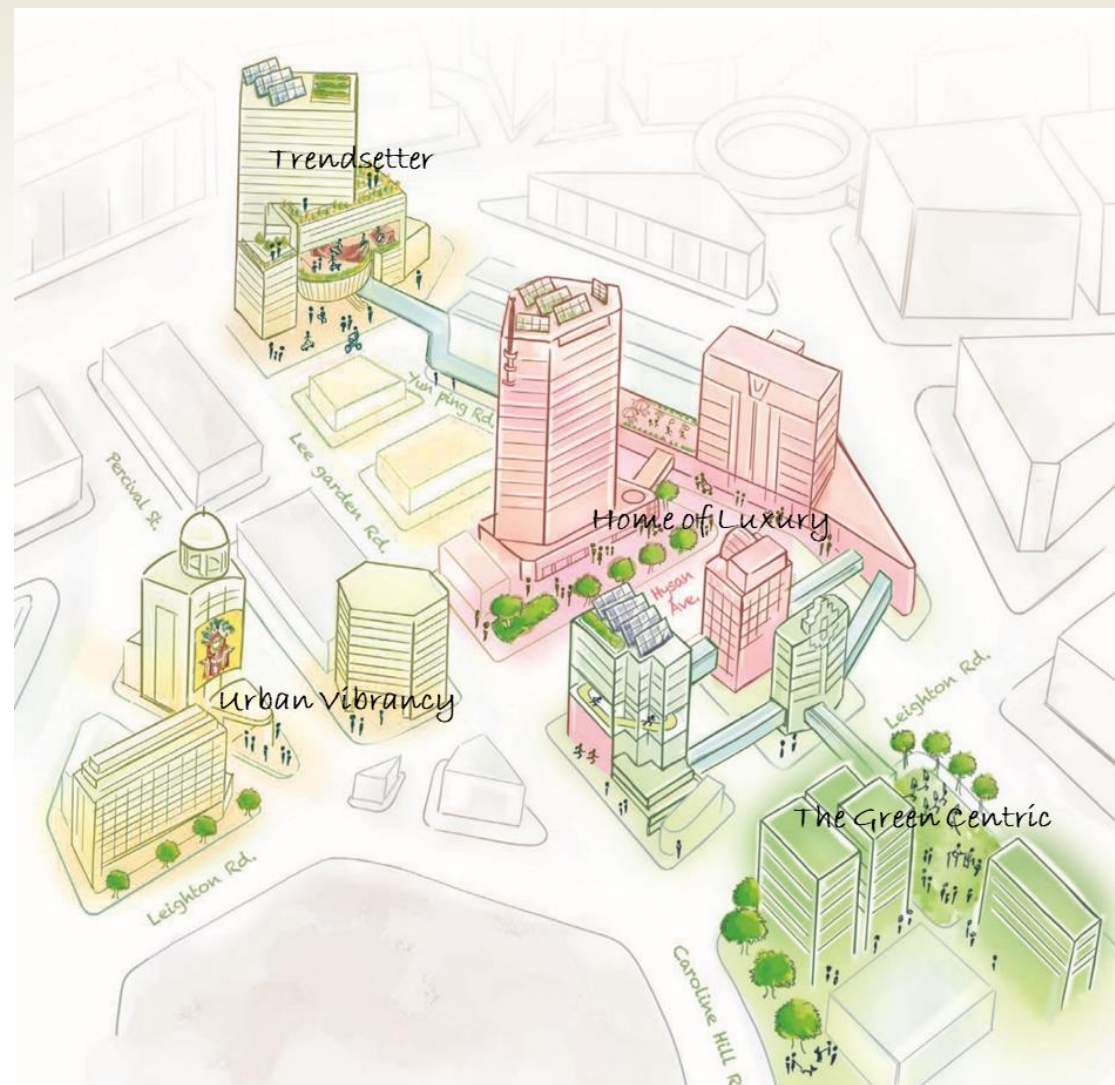 Trendsetter
Yun ping Rd.
Lee garden Rd.
Percival St.
Home of Luxury
Hysan
Ave.
Urban Vibrancy
Leighton Rd.
The Green Centric
Leighton Rd.
Caroline Hill R